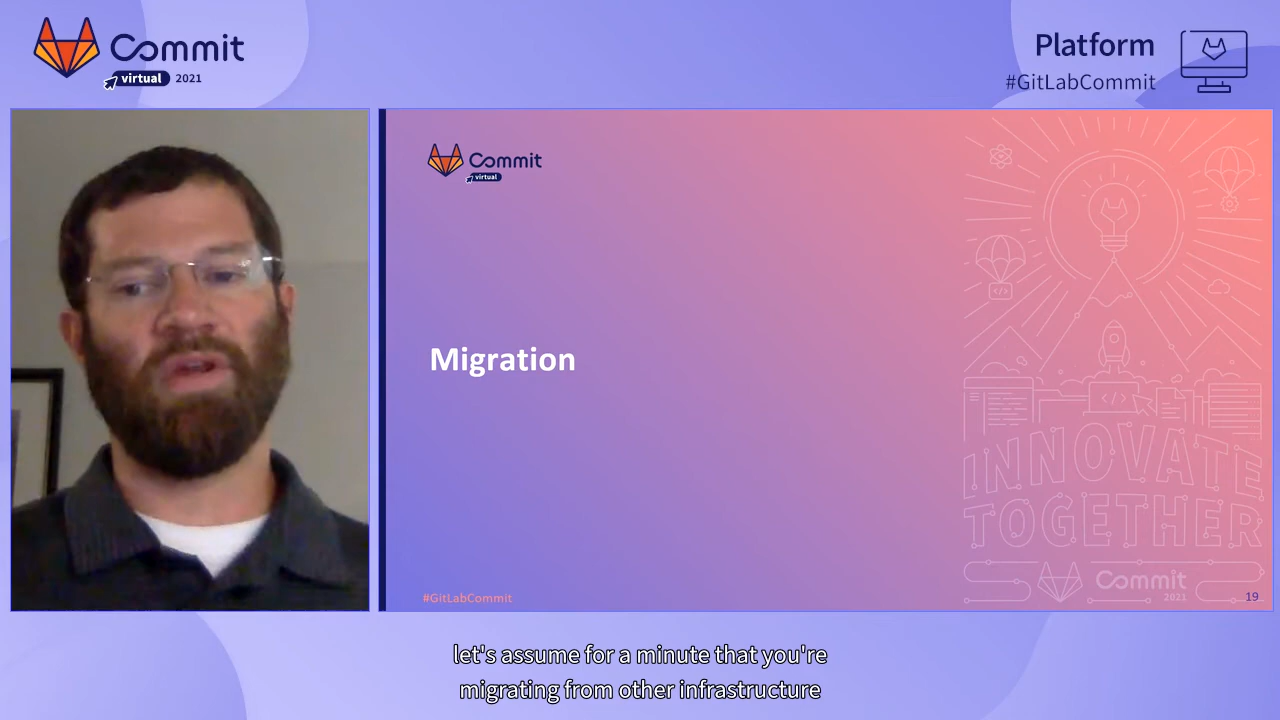 Commit
virtual 2021
Platform
#GitLabCommit
Commit
virtual
Migration
INNOVATE
TOGETHER
Commit
2021
#GitLabCommit
19
let's assume for a minute that you're
migrating from other infrastructure